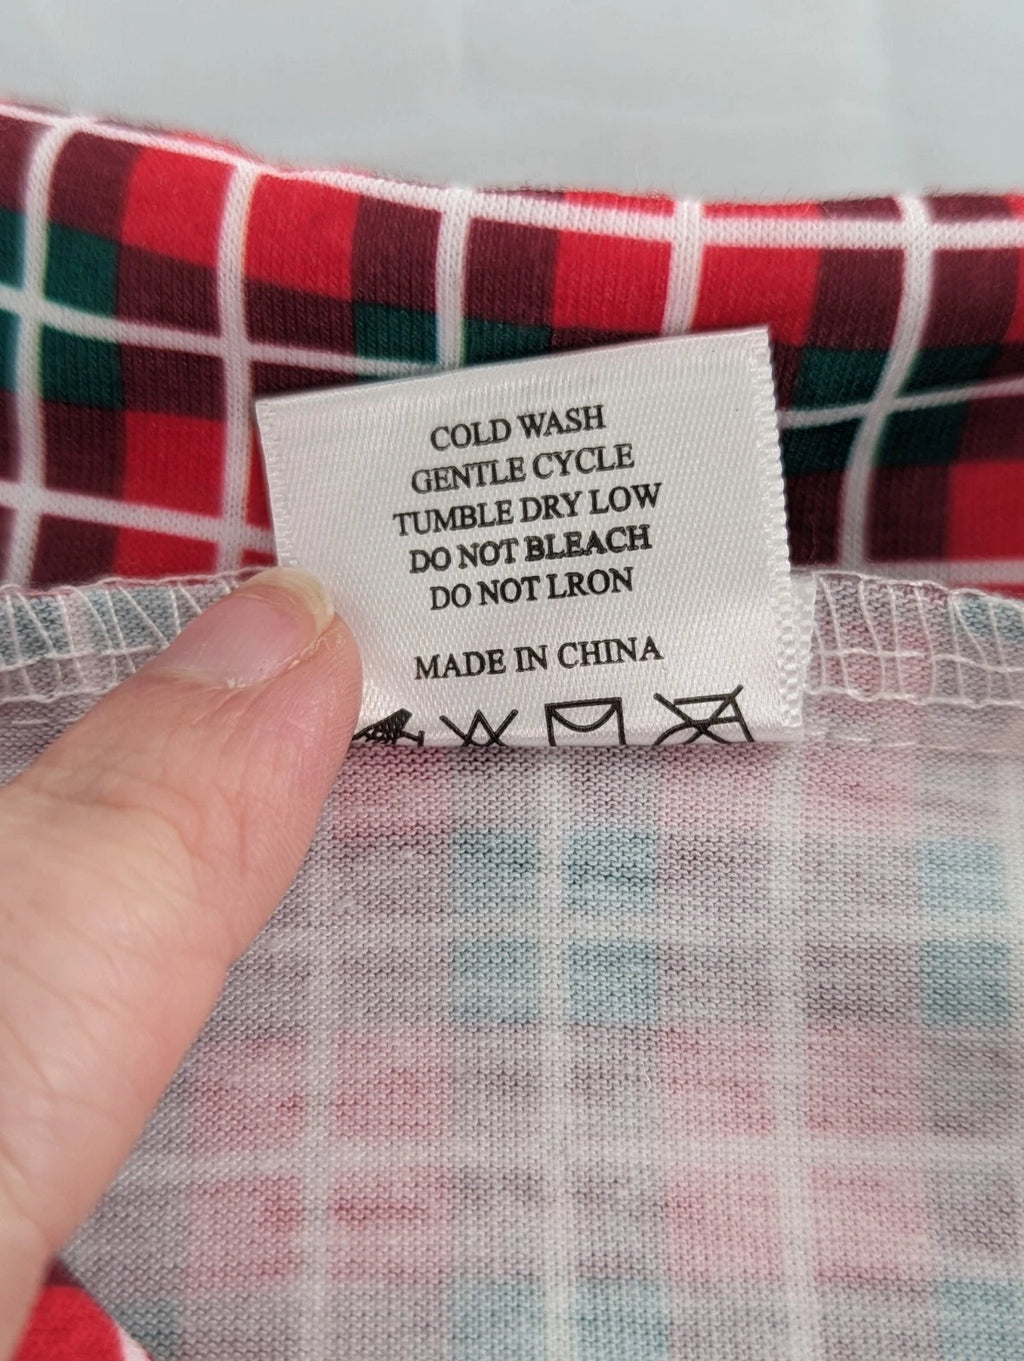 COLD WASH
GENTLE CYCLE
TUMBLE DRY LOW
DO NOT BLEACH
DO NOT LRON
MADE IN CHINA